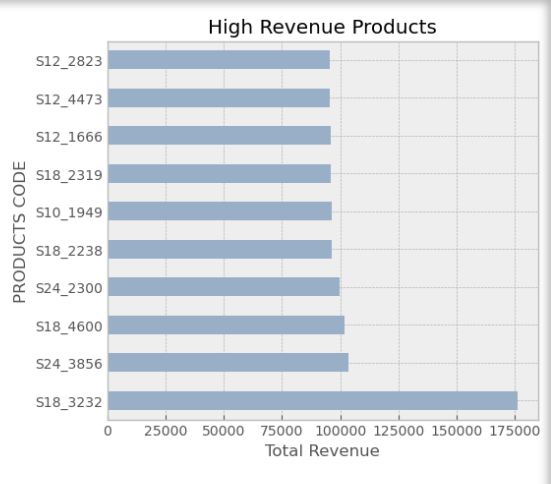 High Revenue Products
PRODUCTS CODE
S12_2823
S12_4473
S12_1666
S18_2319
S10_1949
S18_2238
S24_2300
S18_4600
S24_3856
S18_3232
0 25000 50000 75000 100000 125000 150000 175000
Total Revenue